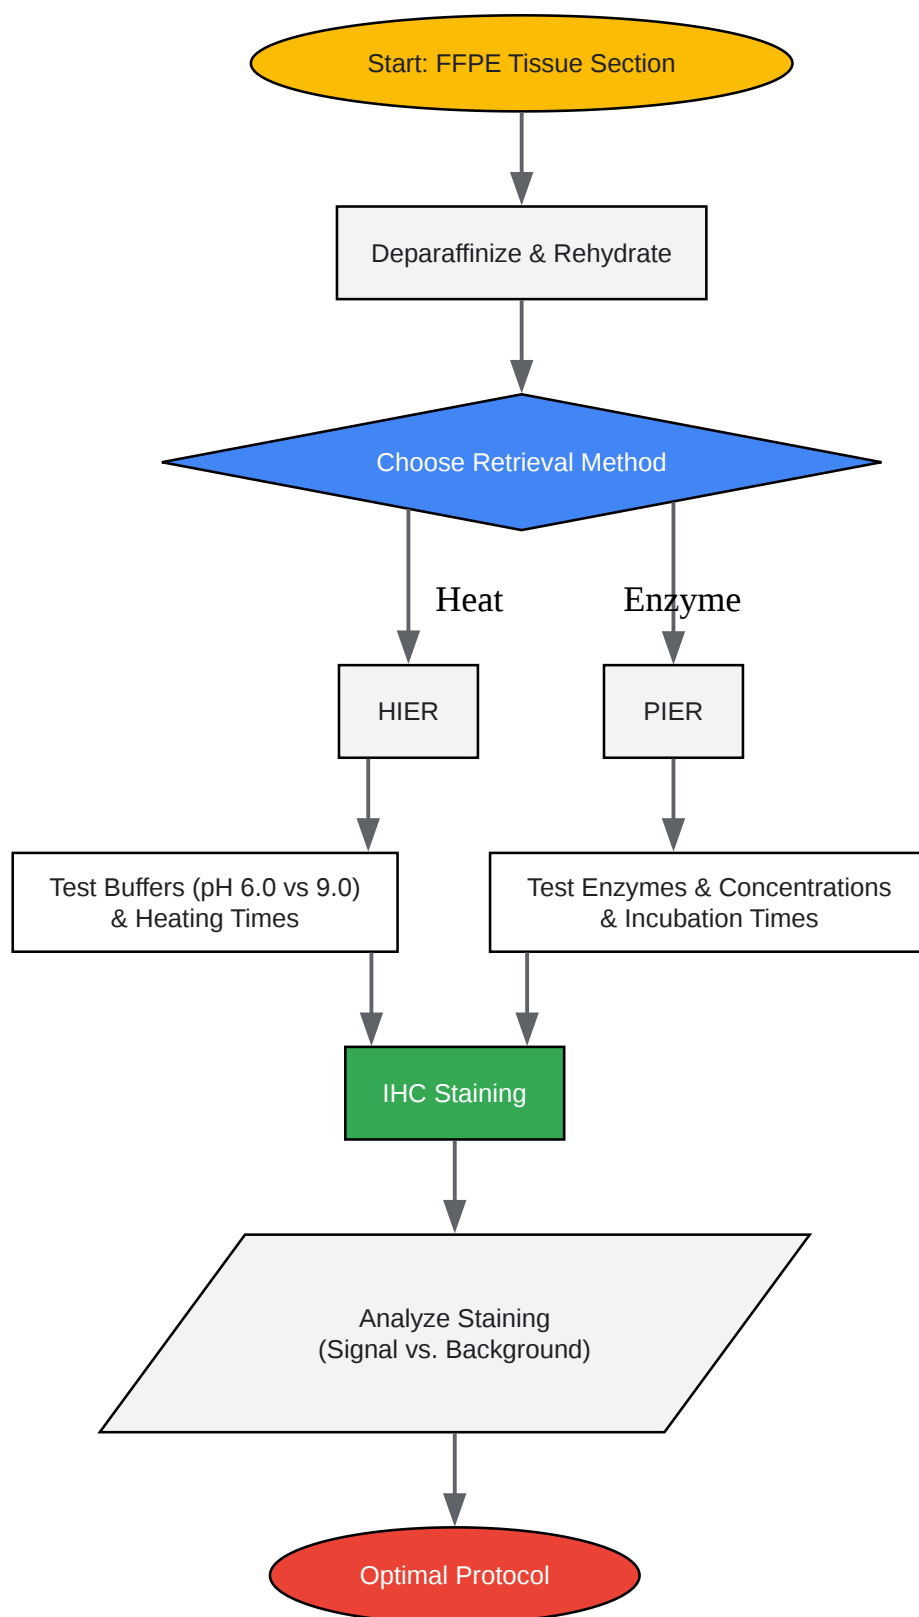 Start: FFPE Tissue Section
Deparaffinize & Rehydrate
Choose Retrieval Method
Heat
Enzyme
HIER
PIER
Test Buffers (pH 6.0 vs 9.0)
& Heating Times
Test Enzymes & Concentrations
& Incubation Times
IHC Staining
Analyze Staining
(Signal vs. Background)
Optimal Protocol